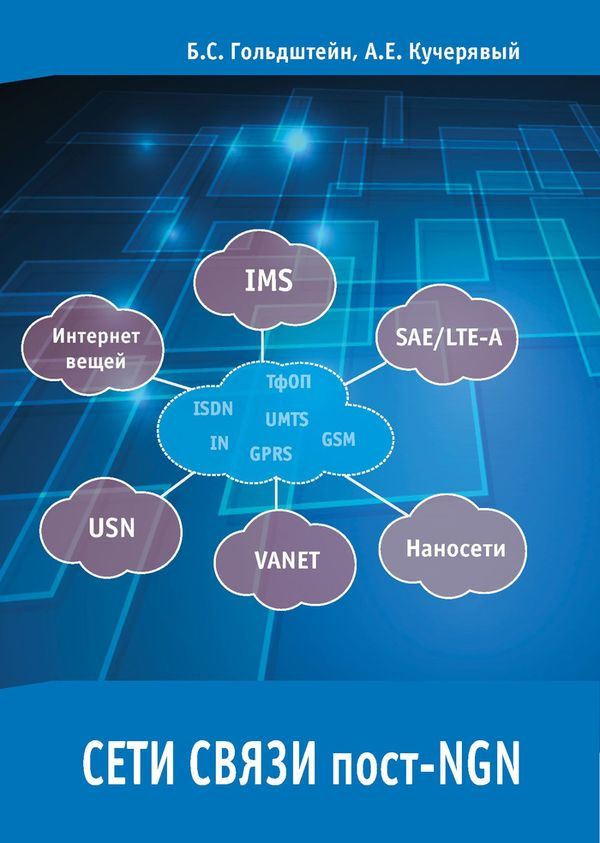 Б.С. Гольдштейн, А.Е. Кучерявый
IMS
Интернет
вещей
SAE/LTE-A
ТфОП
ISDN
UMTS
IN
GPRS
GSM
USN
VANET
Наносети
СЕТИ СВЯЗИ пост-NGN